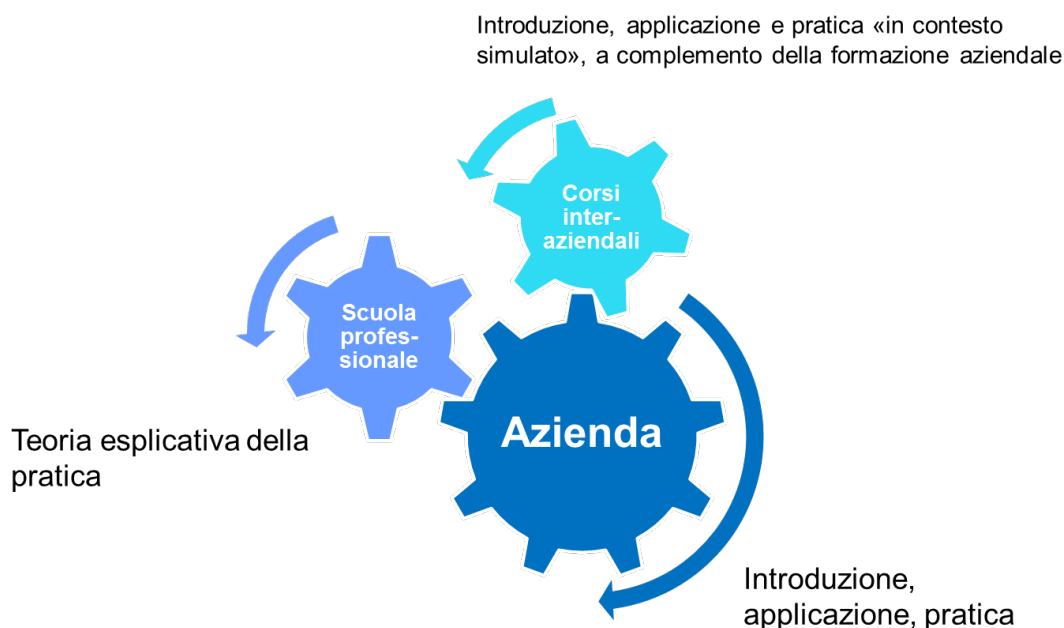 Introduzione, applicazione e pratica «in contesto
simulato», a complemento della formazione aziendale
Corsi
inter-
aziendali
Scuola
profes-
sionale
Azienda
Teoria esplicativa della
pratica
Introduzione,
applicazione, pratica